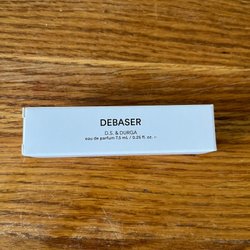 DEBASER
D.S. & DURGA
eau de parfum 7.5 mL / 0.25 fl. oz. e